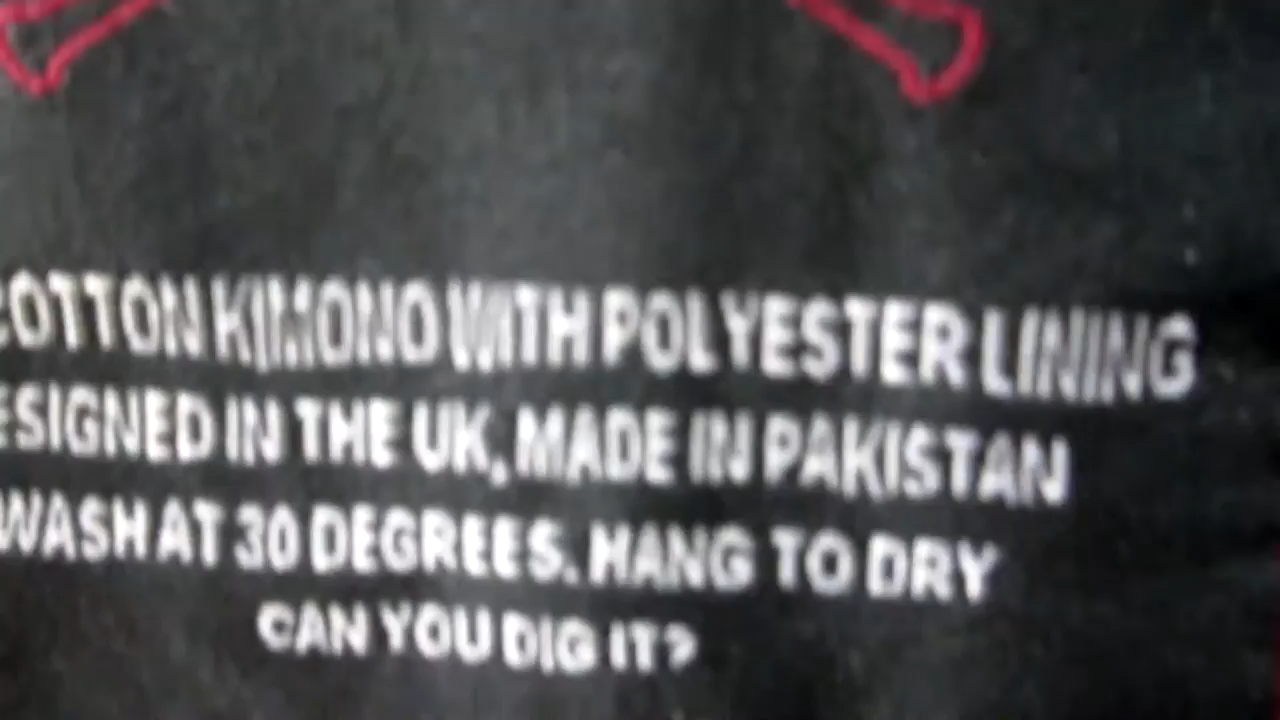 COTTON KIMONO WITH POLYESTER LINING
ESIGNED IN THE UK, MADE IN PAKISTAN
WASH AT 30 DEGREES. HANG TO DRY
CAN YOU DIG IT?